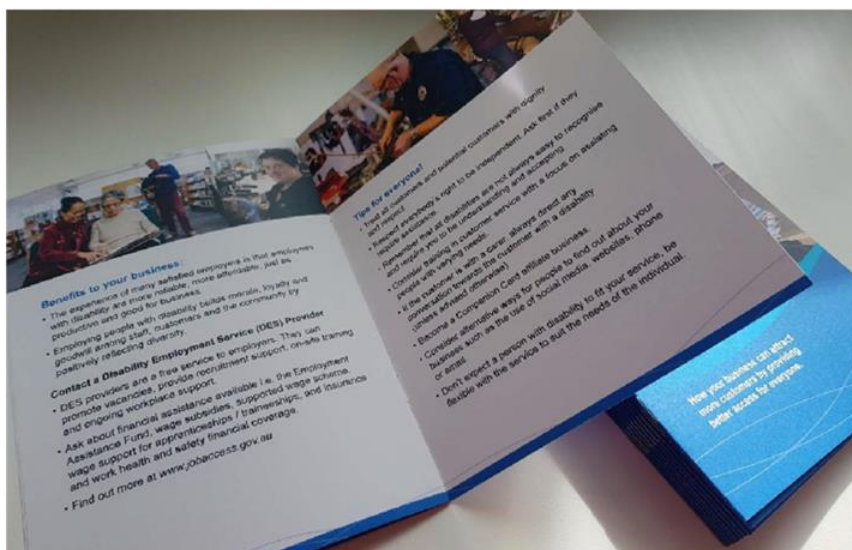 Benefits to your business:
• The experience of many satisfied employers is that employees
with disability are more reliable, more affordable, just as
productive and good for business.
• Employing people with disability builds morale, loyalty and
goodwill among staff, customers and the community by
positively reflecting diversity.
Contact a Disability Employment Service (DES) Provider
• DES providers are a free service to employers. They can
promote vacancies, provide recruitment support, on-site training
and ongoing workplace support.
• Ask about financial assistance available i.e. the Employment
Assistance Fund, wage subsidies, supported wage scheme,
wage support for apprenticeships / traineeships, and insurance
and work health and safety financial coverage.
• Find out more at www.jobaccess.gov.au
Tips for everyone!
• Treat all customers and potential customers with dignity
and respect
• Respect everybody's right to be independent. Ask first if they
require assistance.
• Remember that all disabilities are not always easy to recognise
and require you to be understanding and accepting
• Consider training in customer service with a focus on assisting
people with varying needs.
• If the customer is with a carer always direct any
conversation towards the customer with a disability
(unless advised otherwise)
• Become a Companion Card affiliate business.
• Consider alternative ways for people to find out about your
business such as the use of social media, websites, phone
or email
• Don't expect a person with disability to fit your service, be
flexible with the service to suit the needs of the individual.
How your business can attract
more customers by providing
better access for everyone.